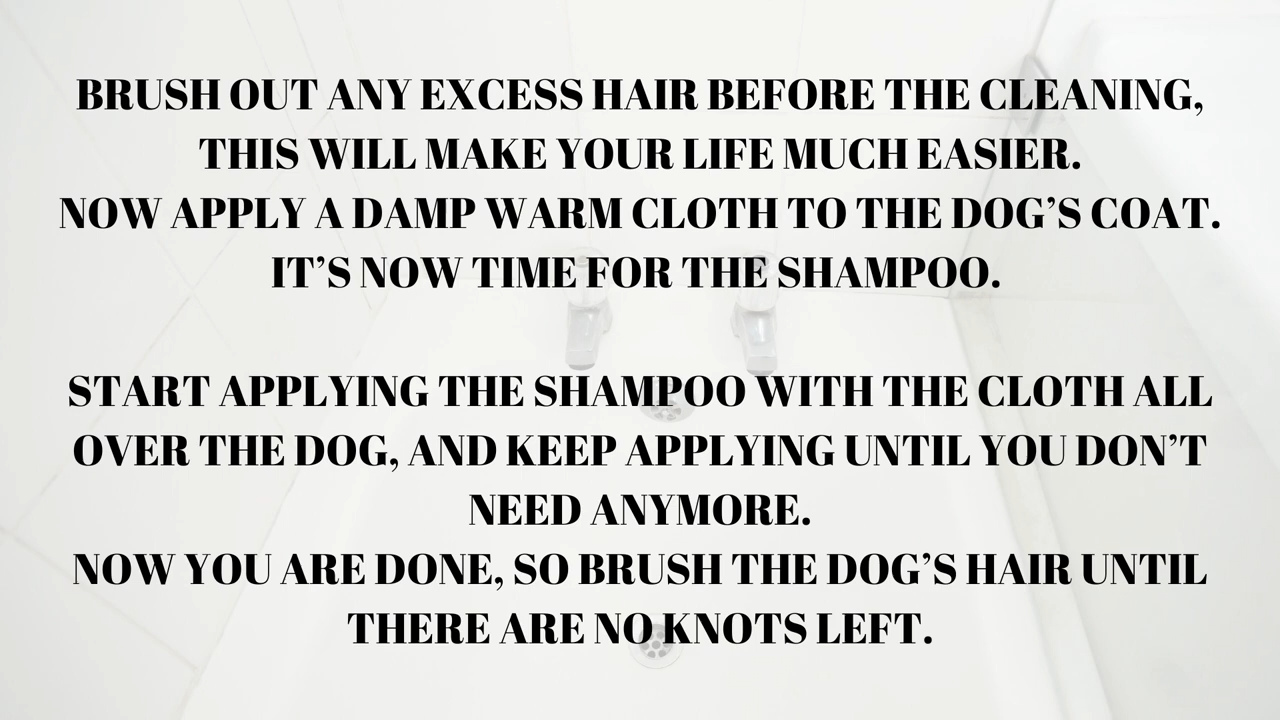 BRUSH OUT ANY EXCESS HAIR BEFORE THE CLEANING,
THIS WILL MAKE YOUR LIFE MUCH EASIER.
NOW APPLY A DAMP WARM CLOTH TO THE DOG’S COAT.
IT’S NOW TIME FOR THE SHAMPOO.
START APPLYING THE SHAMPOO WITH THE CLOTH ALL
OVER THE DOG, AND KEEP APPLYING UNTIL YOU DON’T
NEED ANYMORE.
NOW YOU ARE DONE, SO BRUSH THE DOG’S HAIR UNTIL
THERE ARE NO KNOTS LEFT.